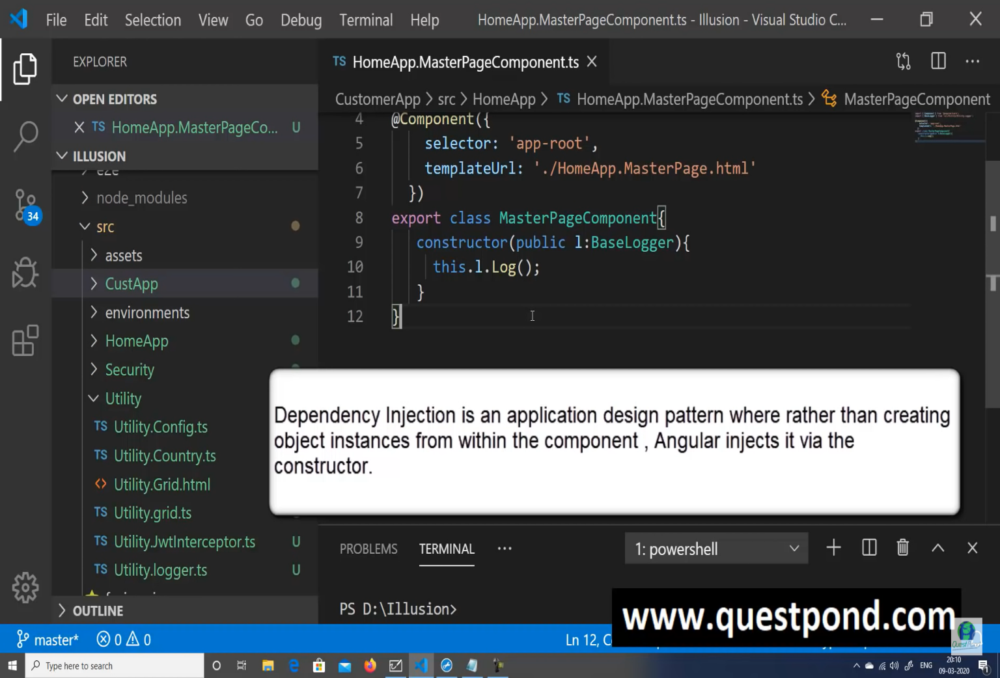 File Edit Selection View Go Debug Terminal Help HomeApp.MasterPageComponent.ts - Illusion - Visual Studio C...
EXPLORER
OPEN EDITORS
TS HomeApp.MasterPageCo... U
ILLUSION
e2e
node_modules
src
assets
CustApp
environments
HomeApp
Security
Utility
TS Utility.Config.ts
TS Utility.Country.ts
<> Utility.Grid.html
TS Utility.grid.ts
TS Utility.JwtInterceptor.ts U
TS Utility.logger.ts U
OUTLINE
34
TS HomeApp.MasterPageComponent.ts
CustomerApp > src > HomeApp > TS HomeApp.MasterPageComponent.ts > MasterPageComponent
4 @Component({
5 selector: 'app-root',
6 templateUrl: './HomeApp.MasterPage.html'
7 })
8 export class MasterPageComponent{
9 constructor(public l:BaseLogger){
10 this.l.Log();
11 }
12 }
Dependency Injection is an application design pattern where rather than creating
object instances from within the component , Angular injects it via the
constructor.
PROBLEMS TERMINAL ... 1: powershell
PS D:\Illusion>
www.questpond.com
master* 0 0 Ln 12, C
Type here to search
ENG 20:10
09-03-2020